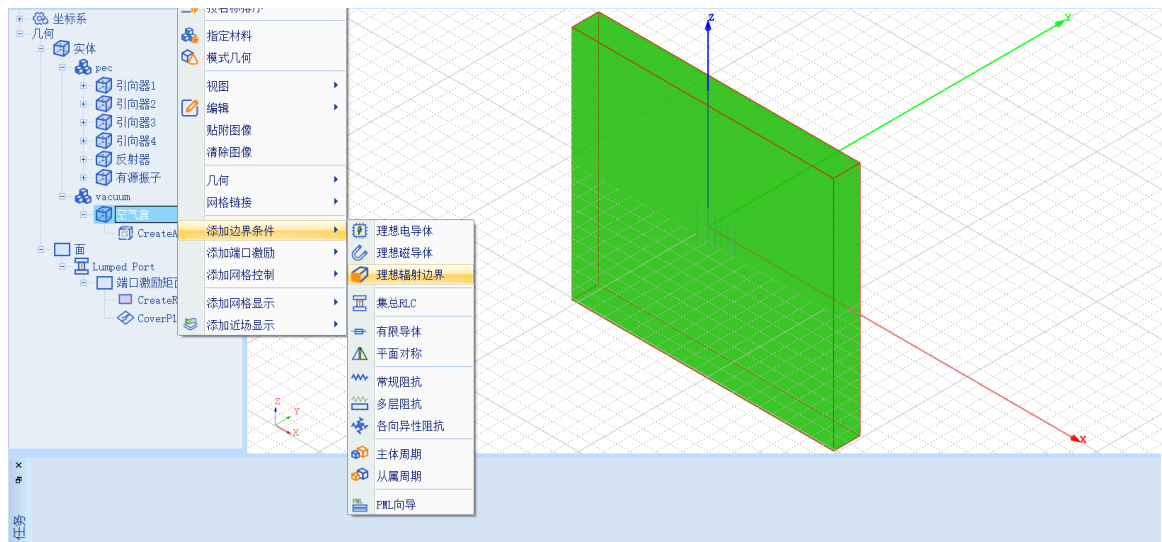 坐标系
几何
实体
pec
引向器1
引向器2
引向器3
引向器4
反射器
有源振子
vacuum
空气盒
CreateA
面
Lumped Port
端口激励矩
CreateR
CoverP1
按名称排序
指定材料
模式几何
视图
编辑
贴附图像
清除图像
几何
网格链接
添加边界条件
添加端口激励
添加网格控制
添加网格显示
添加近场显示
理想电导体
理想磁导体
理想辐射边界
集总RLC
有限导体
平面对称
常规阻抗
多层阻抗
各向异性阻抗
主体周期
从属周期
PML
PML向导
Z
Y
X
Z
Y
X
任务